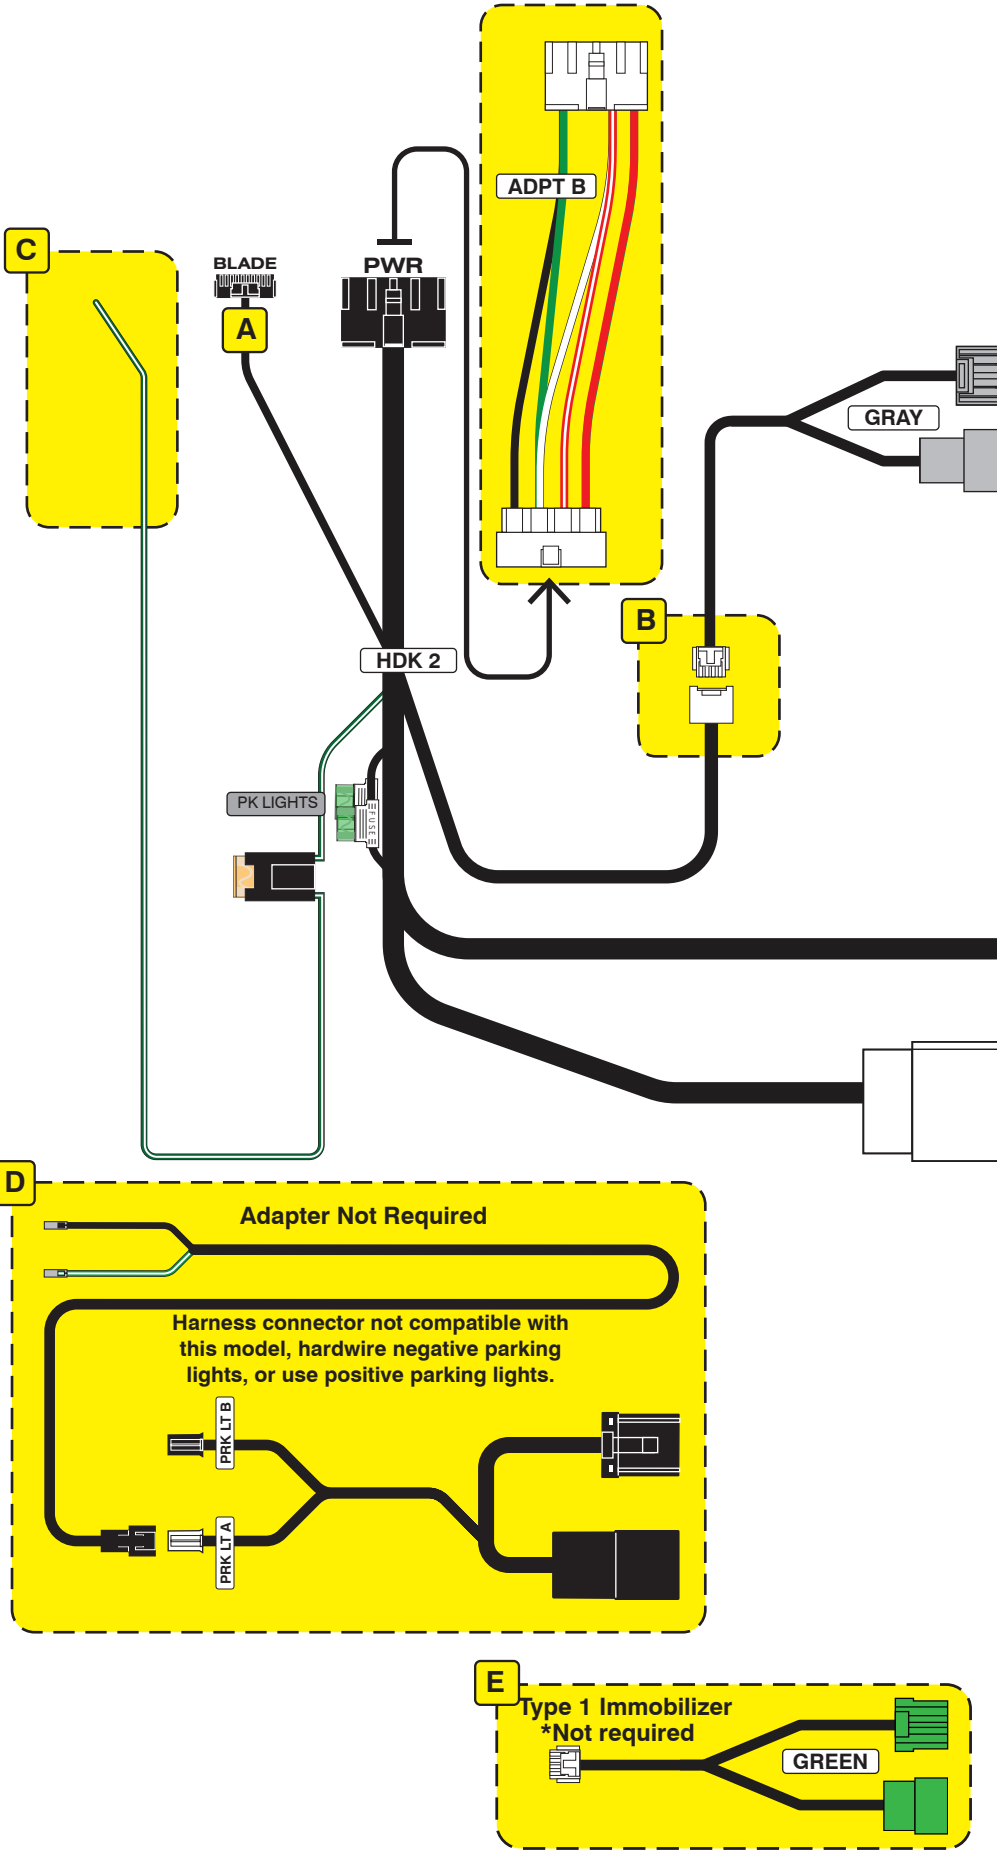 ADPT B
C
BLADE
PWR
A
GRAY
B
HDK 2
PK LIGHTS
FUSE
D
Adapter Not Required
Harness connector not compatible with
this model, hardwire negative parking
lights, or use positive parking lights.
PRK LT B
PRK LT A
E
Type 1 Immobilizer
*Not required
GREEN